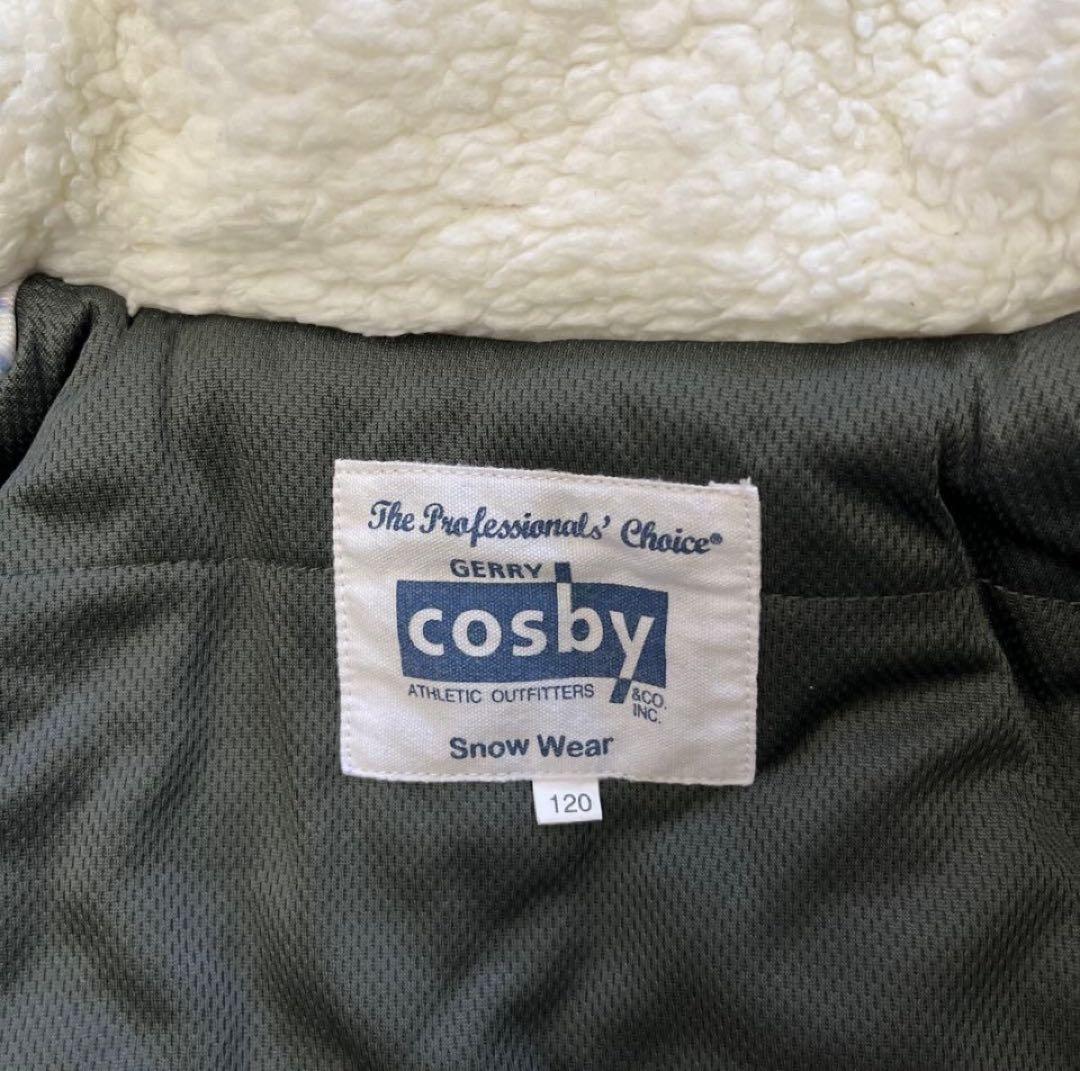 The Professionals' Choice®
GERRY
cosby
ATHLETIC OUTFITTERS &CO.
INC.
Snow Wear
120